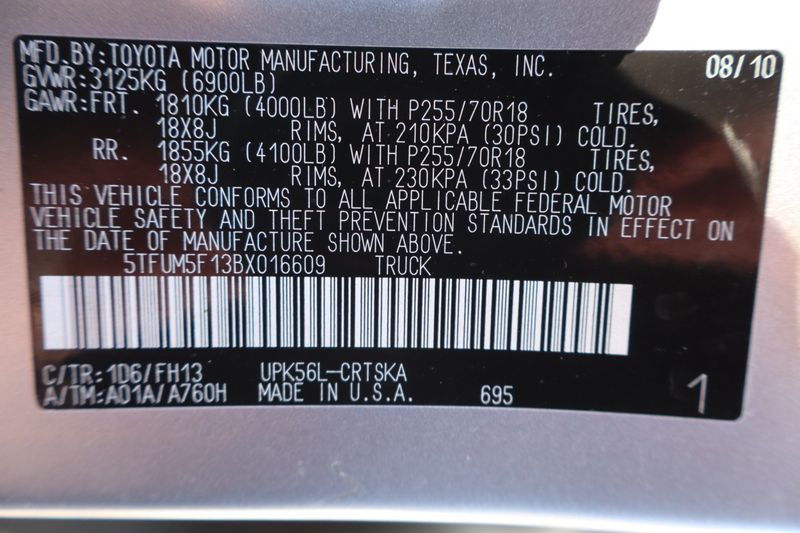 MFD.BY:TOYOTA MOTOR MANUFACTURING, TEXAS, INC. 08/10
GVWR:3125KG (6900LB)
GAWR:FRT. 1810KG (4000LB) WITH P255/70R18 TIRES,
18X8J RIMS, AT 210KPA (30PSI) COLD.
RR. 1855KG (4100LB) WITH P255/70R18 TIRES,
18X8J RIMS, AT 230KPA (33PSI) COLD.
THIS VEHICLE CONFORMS TO ALL APPLICABLE FEDERAL MOTOR
VEHICLE SAFETY AND THEFT PREVENTION STANDARDS IN EFFECT ON
THE DATE OF MANUFACTURE SHOWN ABOVE.
5TFUM5F13BX016609 TRUCK
C/TR:1D6/FH13 UPK56L-CRTSKA
A/TM:A01A/A760H MADE IN U.S.A. 695 1